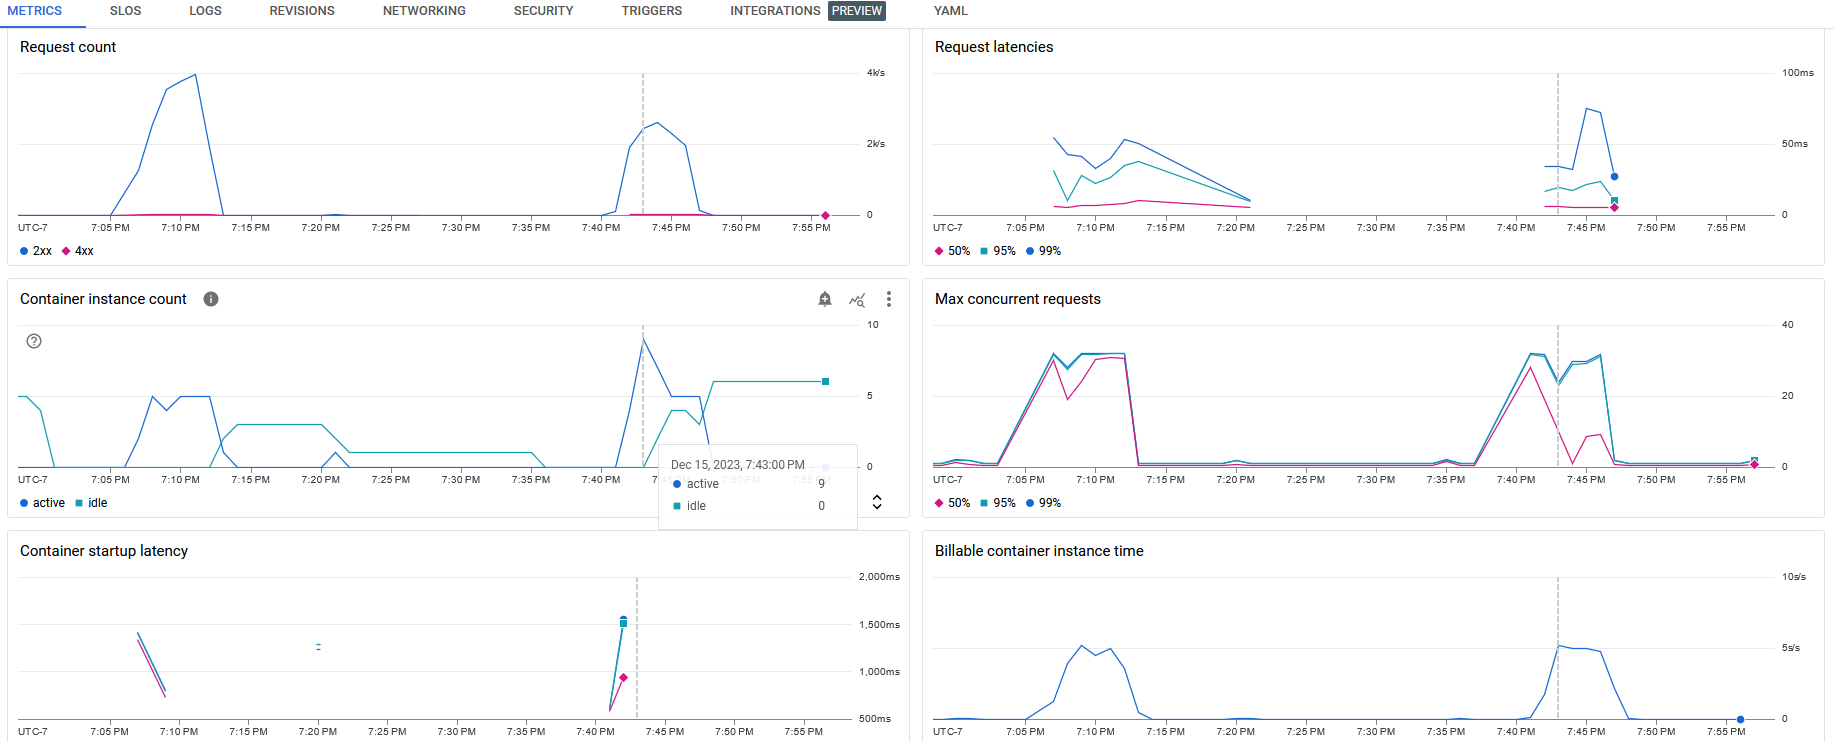 METRICS SLOS LOGS REVISIONS NETWORKING SECURITY TRIGGERS INTEGRATIONS PREVIEW YAML
Request count
4k/s
2k/s
0
UTC-7 7:05 PM 7:10 PM 7:15 PM 7:20 PM 7:25 PM 7:30 PM 7:35 PM 7:40 PM 7:45 PM 7:50 PM 7:55 PM
2xx 4xx
Request latencies
100ms
50ms
0
UTC-7 7:05 PM 7:10 PM 7:15 PM 7:20 PM 7:25 PM 7:30 PM 7:35 PM 7:40 PM 7:45 PM 7:50 PM 7:55 PM
50% 95% 99%
Container instance count
10
5
0
UTC-7 7:05 PM 7:10 PM 7:15 PM 7:20 PM 7:25 PM 7:30 PM 7:35 PM 7:40 PM
active idle
Dec 15, 2023, 7:43:00 PM
active 9
idle 0
Max concurrent requests
40
20
0
UTC-7 7:05 PM 7:10 PM 7:15 PM 7:20 PM 7:25 PM 7:30 PM 7:35 PM 7:40 PM 7:45 PM 7:50 PM 7:55 PM
50% 95% 99%
Container startup latency
2,000ms
1,500ms
1,000ms
500ms
UTC-7 7:05 PM 7:10 PM 7:15 PM 7:20 PM 7:25 PM 7:30 PM 7:35 PM 7:40 PM 7:45 PM 7:50 PM 7:55 PM
Billable container instance time
10s/s
5s/s
0
UTC-7 7:05 PM 7:10 PM 7:15 PM 7:20 PM 7:25 PM 7:30 PM 7:35 PM 7:40 PM 7:45 PM 7:50 PM 7:55 PM